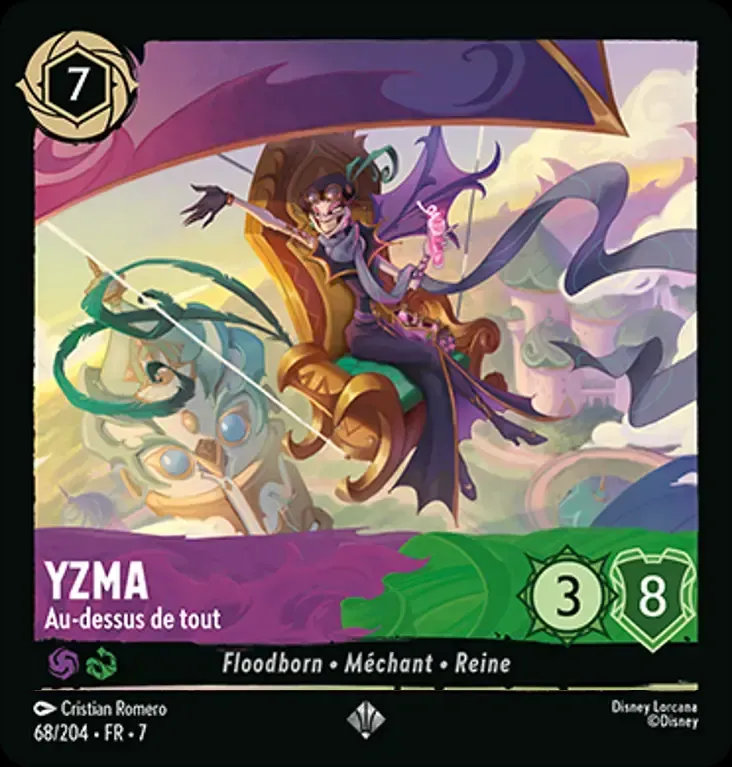 7
YZMA
Au-dessus de tout
3
8
Floodborn • Méchant • Reine
Cristian Romero
Disney Lorcana
68/204 • FR • 7
©Disney